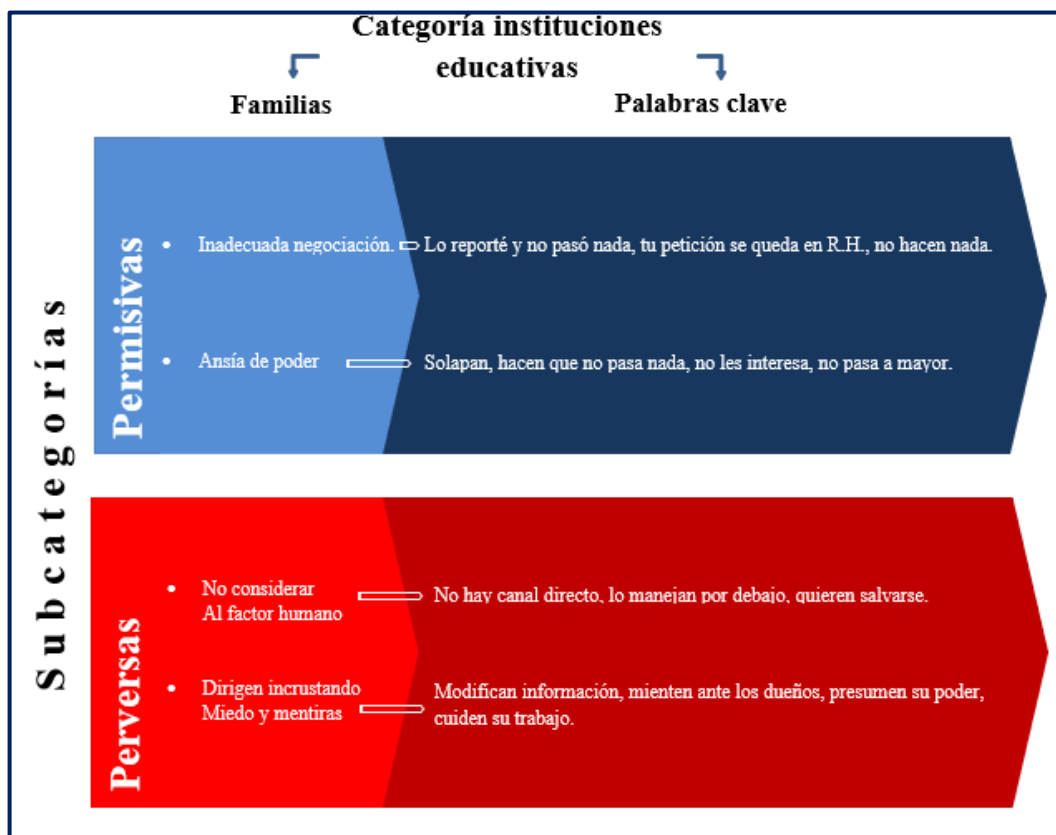 Categoría instituciones
educativas
Familias
Palabras clave
Subcategorías
Permisivas
• Inadecuada negociación.
Lo reporté y no pasó nada, tu petición se queda en R.H., no hacen nada.
• Ansía de poder
Solapan, hacen que no pasa nada, no les interesa, no pasa a mayor.
Perversas
• No considerar
Al factor humano
No hay canal directo, lo manejan por debajo, quieren salvarse.
• Dirigen incrustando
Miedo y mentiras
Modifican información, mienten ante los dueños, presumen su poder,
cuiden su trabajo.